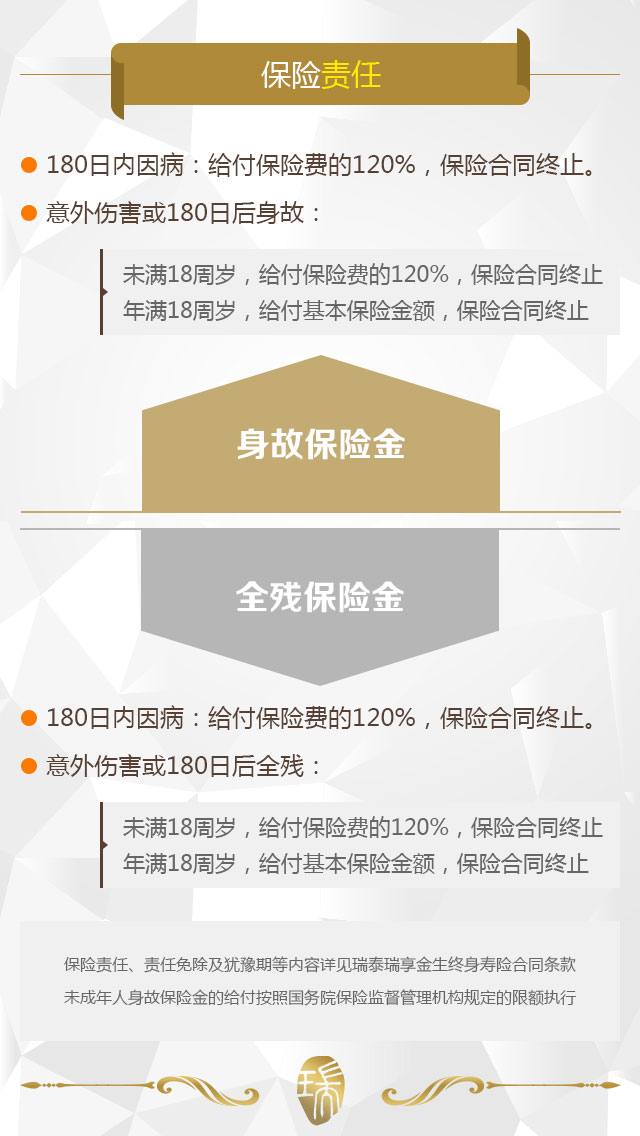 保险责任
180日内因病：给付保险费的120%，保险合同终止。
意外伤害或180日后身故：
未满18周岁，给付保险费的120%，保险合同终止
年满18周岁，给付基本保险金额，保险合同终止
身故保险金
全残保险金
180日内因病：给付保险费的120%，保险合同终止。
意外伤害或180日后全残：
未满18周岁，给付保险费的120%，保险合同终止
年满18周岁，给付基本保险金额，保险合同终止
保险责任、责任免除及犹豫期等内容详见瑞泰瑞享金生终身寿险合同条款
未成年人身故保险金的给付按照国务院保险监督管理机构规定的限额执行
瑞